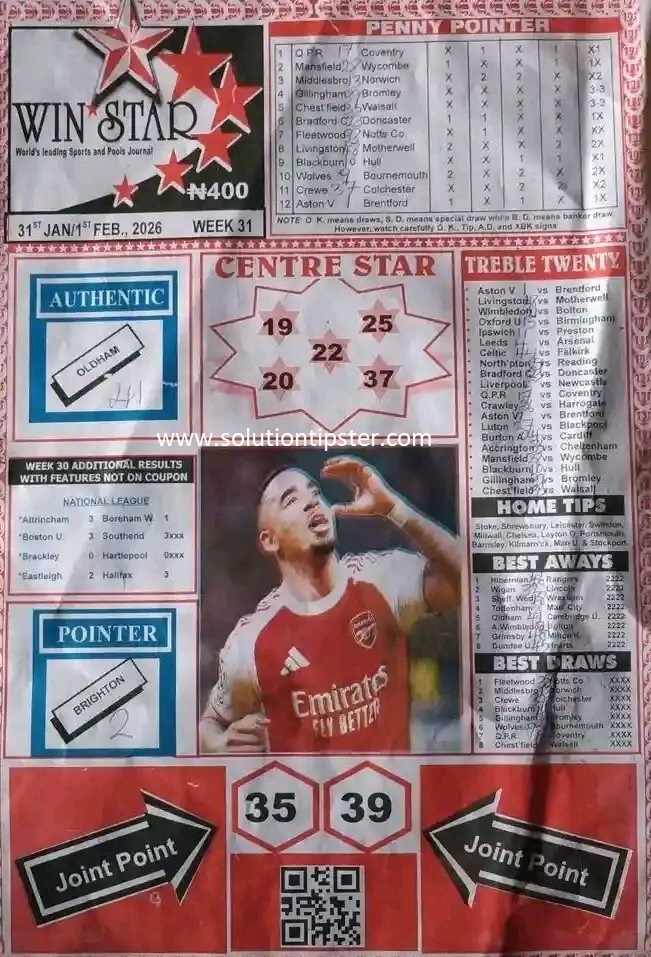 WIN STAR
World's leading Sports and Pools Journal
₦400
31ST JAN/1ST FEB., 2026 WEEK 31
PENNY POINTER
1 Q.P.R 17 Coventry X 1 X 1 X1
2 Mansfield Wycombe X X X X 1X
3 Middlesbro Norwich X 2 2 X X2
4 Gillingham Bromley X X X X 3-3
5 Chest'field Walsall X X X X 3-3
6 Bradford C Doncaster 1 1 X 1X
7 Fleetwood Notts Co X X X X XX
8 Livingston Motherwell 2 X X 2 X2
9 Blackburn Hull X X 1 X1
10 Wolves Bournemouth X X X 2X
11 Crewe 37 Colchester X X 2 X2
12 Aston V 1 Brentford 1 X X 1X
NOTE: O. K. means draws, S. D. means special draw while B. D. means banker draw.
However, watch carefully G. K., Tip, A.D. and XBK signs
AUTHENTIC
OLDHAM
CENTRE STAR
19
25
22
20
37
TREBLE TWENTY
Aston V vs Brentford
Livingston vs Motherwell
Wimbledon vs Bolton
Oxford U vs Birmingham
Ipswich vs Preston
Leeds vs Arsenal
Celtic vs Falkirk
North'pton vs Reading
Bradford C vs Doncaster
Liverpool vs Newcastle
Q.P.R vs Coventry
Crawley vs Harrogate
Aston V vs Brentford
Luton vs Blackpool
Burton A vs Cardiff
Accrington vs Cheltenham
Mansfield vs Wycombe
Blackburn vs Hull
Gillingham vs Bromley
Chest'field vs Walsall
www.solutiontipster.com
WEEK 30 ADDITIONAL RESULTS
WITH FEATURES NOT ON COUPON
NATIONAL LEAGUE
*Altrincham 3 Boreham W. 1
*Boston U. 3 Southend 3xxx
*Brackley 0 Hartlepool 0xxx
*Eastleigh 2 Halifax 3
HOME TIPS
Stoke, Shrewsbury, Leicester, Swindon,
Millwall, Chelsea, Leyton O, Portsmouth,
Barnsley, Kilmarn'ck, Man U. & Stockport.
BEST AWAYS
1 Hibernian Rangers 2222
2 Wigan Lincoln 2222
3 Sheff. Wed Wrexham 2222
4 Tottenham Man City 2222
5 Oldham Cambridge U. 2222
6 A.Wimbledon Bolton 2222
7 Grimsby Milton K. 2222
8 Dundee U. Hearts 2222
POINTER
BRIGHTON
2
Emirates
FLY BETTER
BEST DRAWS
1 Fleetwood Notts Co XXXX
2 Middlesbro Norwich XXXX
3 Crewe Colchester XXXX
4 Blackburn Hull XXXX
5 Gillingham Bromley XXXX
6 Wolves Bournemouth XXXX
7 Q.P.R Coventry XXXX
8 Chest'field Walsall XXXX
Joint Point
35
39
Joint Point